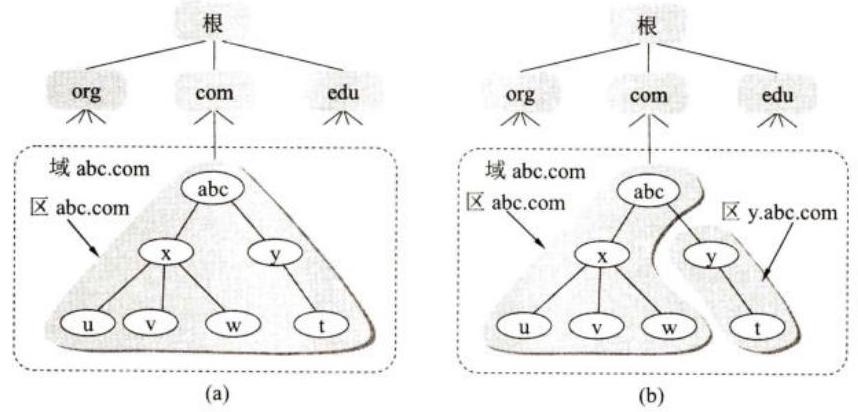 根
org com edu
域 abc.com
区 abc.com
abc
x y
u v w t
(a)
根
org com edu
域 abc.com
区 abc.com
区 y.abc.com
abc
x y
u v w t
(b)